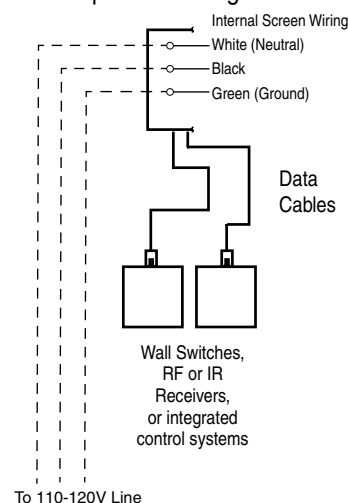 Internal Screen Wiring
White (Neutral)
Black
Green (Ground)
Data
Cables
Wall Switches,
RF or IR
Receivers,
or integrated
control systems
To 110-120V Line